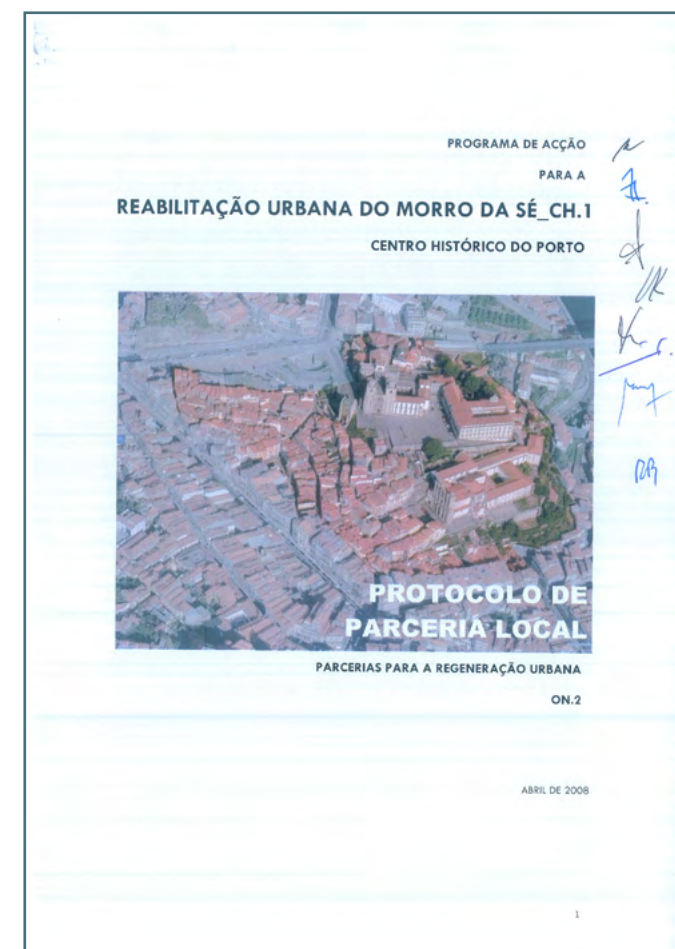 PROGRAMA DE ACÇÃO
PARA A
REABILITAÇÃO URBANA DO MORRO DA SÉ_CH.1
CENTRO HISTÓRICO DO PORTO
PROTOCOLO DE
PARCERIA LOCAL
PARCERIAS PARA A REGENERAÇÃO URBANA
ON.2
ABRIL DE 2008
1